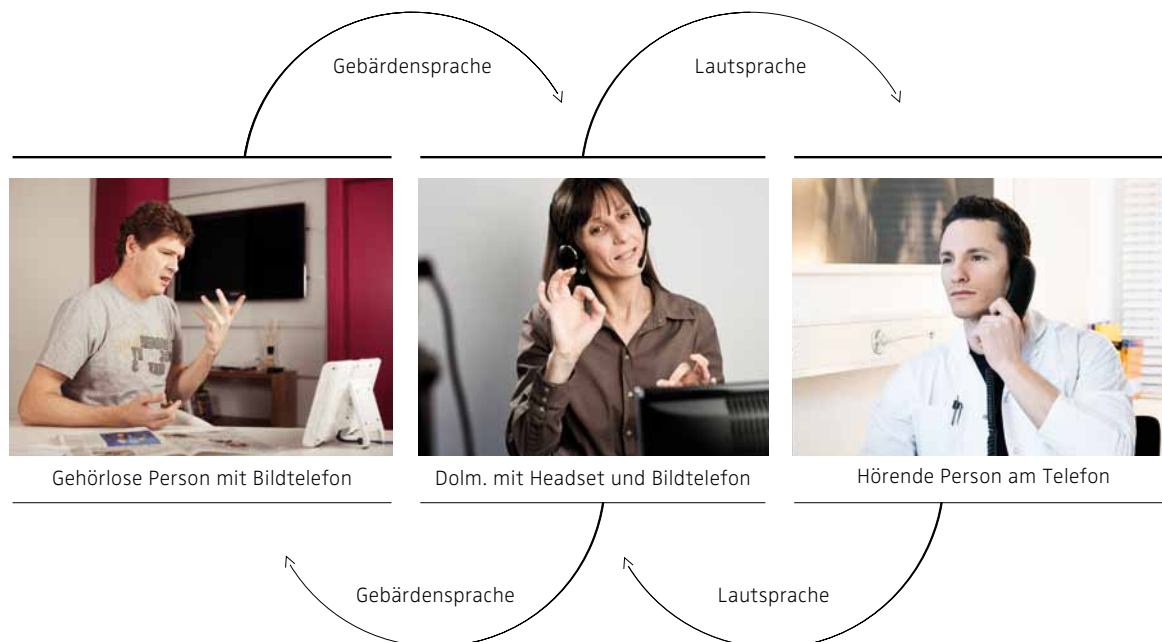 Gebärdensprache
Lautsprache
Gehörlose Person mit Bildtelefon
Dolm. mit Headset und Bildtelefon
Hörende Person am Telefon
Gebärdensprache
Lautsprache